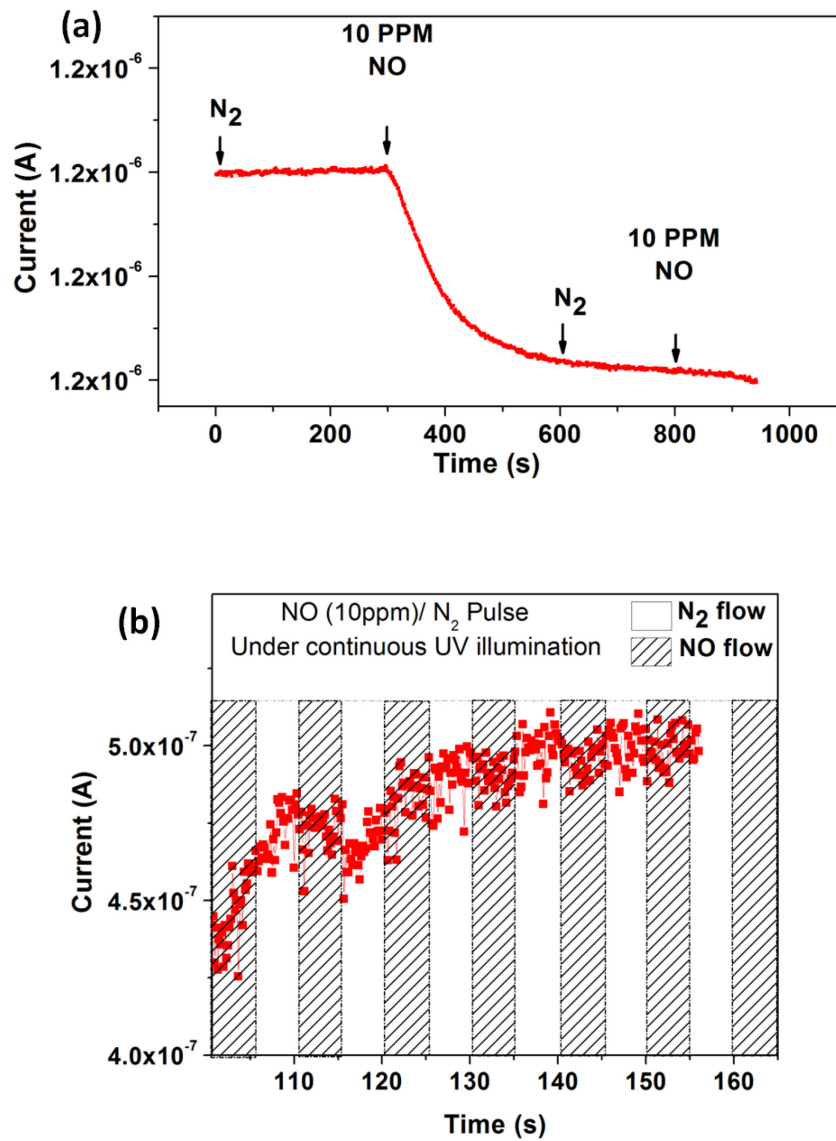 (a)
10 PPM
NO
N2
10 PPM
NO
N2
1.2x10-6
1.2x10-6
1.2x10-6
1.2x10-6
Current (A)
0 200 400 600 800 1000
Time (s)
(b)
NO (10ppm)/ N2 Pulse
Under continuous UV illumination
N2 flow
NO flow
5.0x10-7
4.5x10-7
4.0x10-7
Current (A)
110 120 130 140 150 160
Time (s)